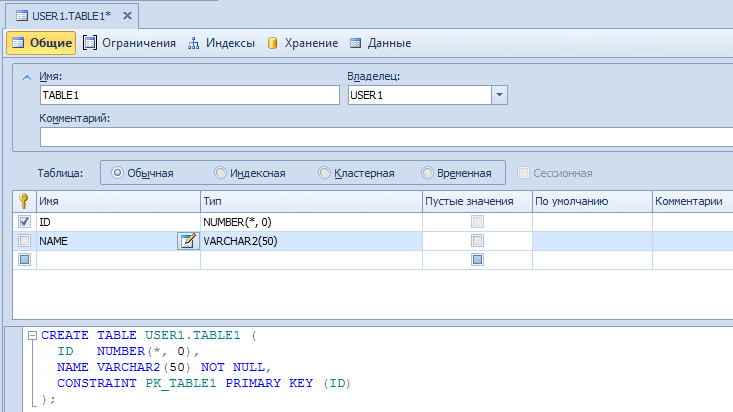 USER1.TABLE1*
Общие Ограничения Индексы Хранение Данные
Имя: Владелец:
TABLE1 USER1
Комментарий:
Таблица: Обычная Индексная Кластерная Временная Сессионная
Имя Тип Пустые значения По умолчанию Комментарии
ID NUMBER(*, 0)
NAME VARCHAR2(50)
CREATE TABLE USER1.TABLE1 (
ID NUMBER(*, 0),
NAME VARCHAR2(50) NOT NULL,
CONSTRAINT PK_TABLE1 PRIMARY KEY (ID)
);